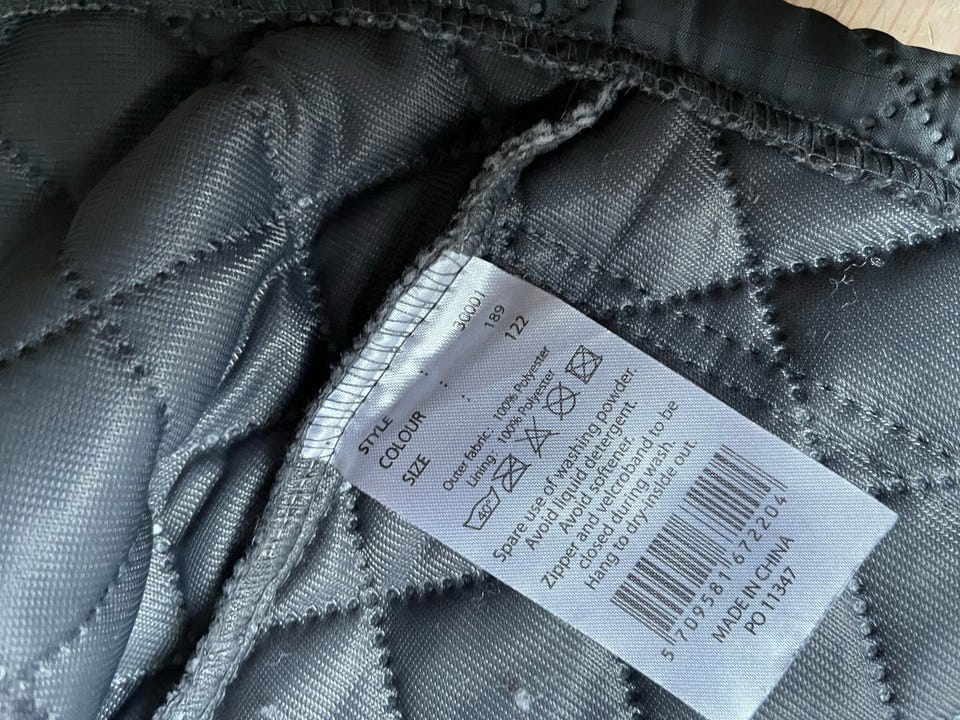 STYLE : 30001
COLOUR : 189
SIZE 122
Outer fabric: 100% Polyester
Lining : 100% Polyester
40°
Spare use of washing powder.
Avoid liquid detergent.
Avoid softener.
Zipper and velcroband to be
closed during wash.
Hang to dry-inside out.
5 709581 672204
MADE IN CHINA
PO 11347